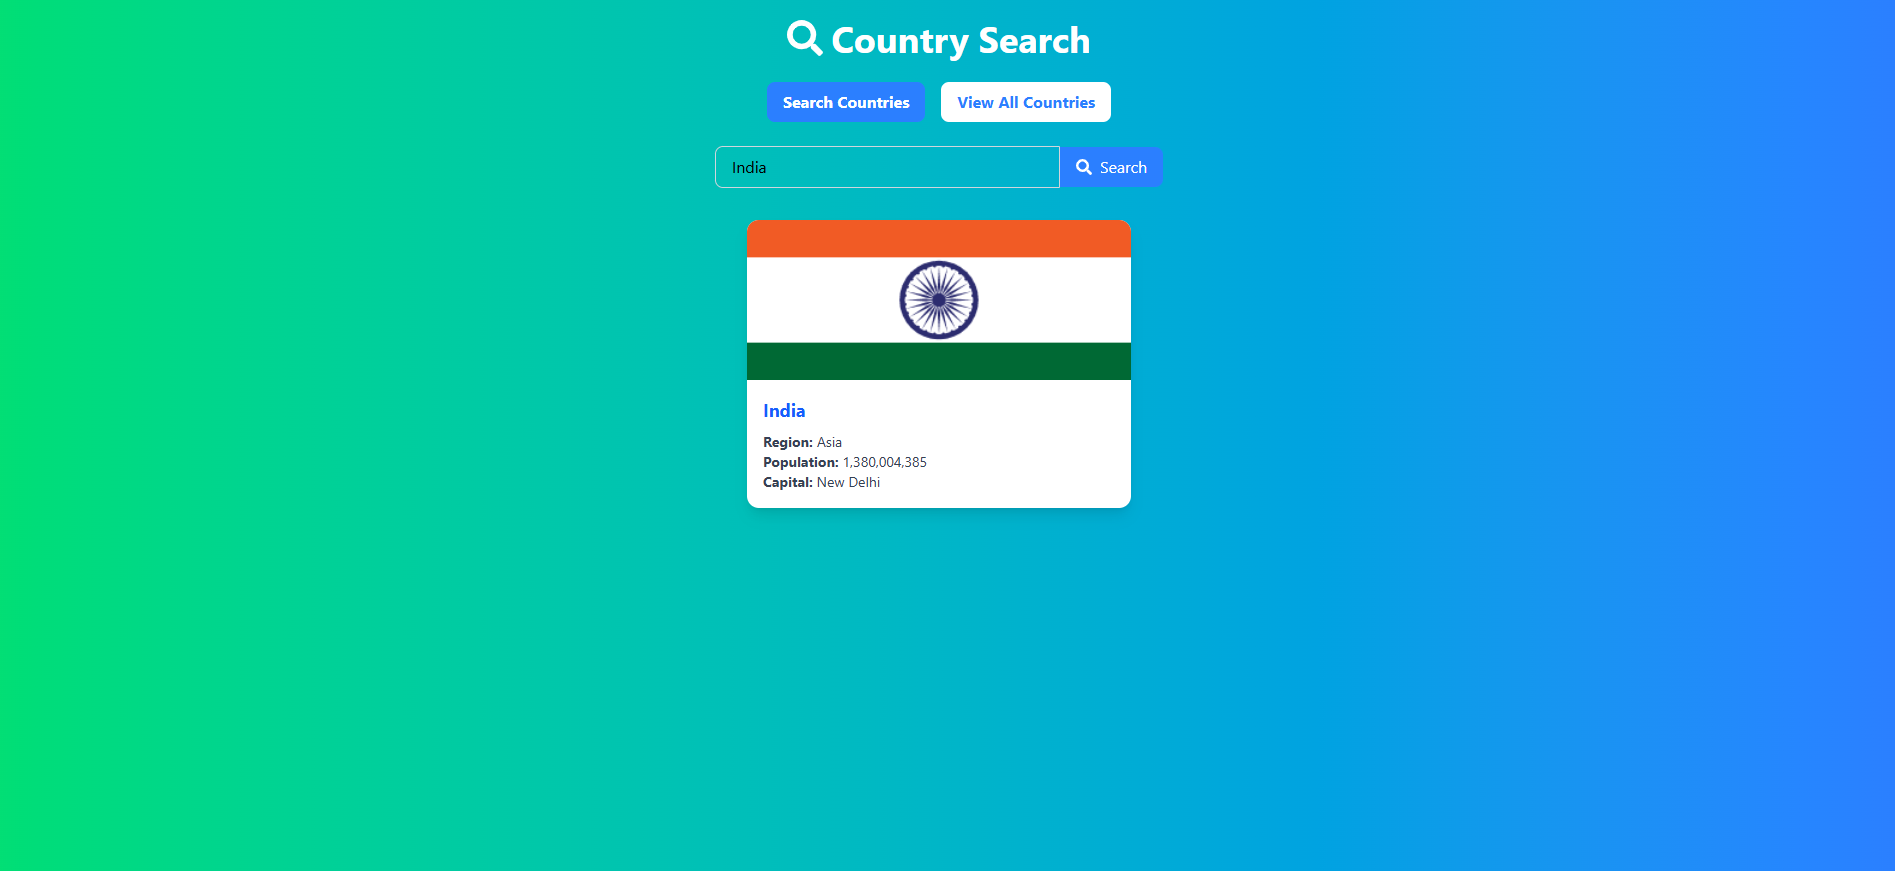 Country Search
Search Countries View All Countries
India Search
India
Region: Asia
Population: 1,380,004,385
Capital: New Delhi